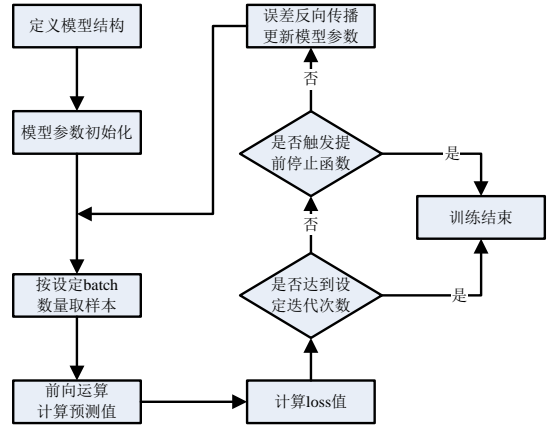 定义模型结构
模型参数初始化
按设定batch
数量取样本
前向运算
计算预测值
计算loss值
是否达到设
定迭代次数
是
否
是否触发提
前停止函数
是
否
误差反向传播
更新模型参数
训练结束